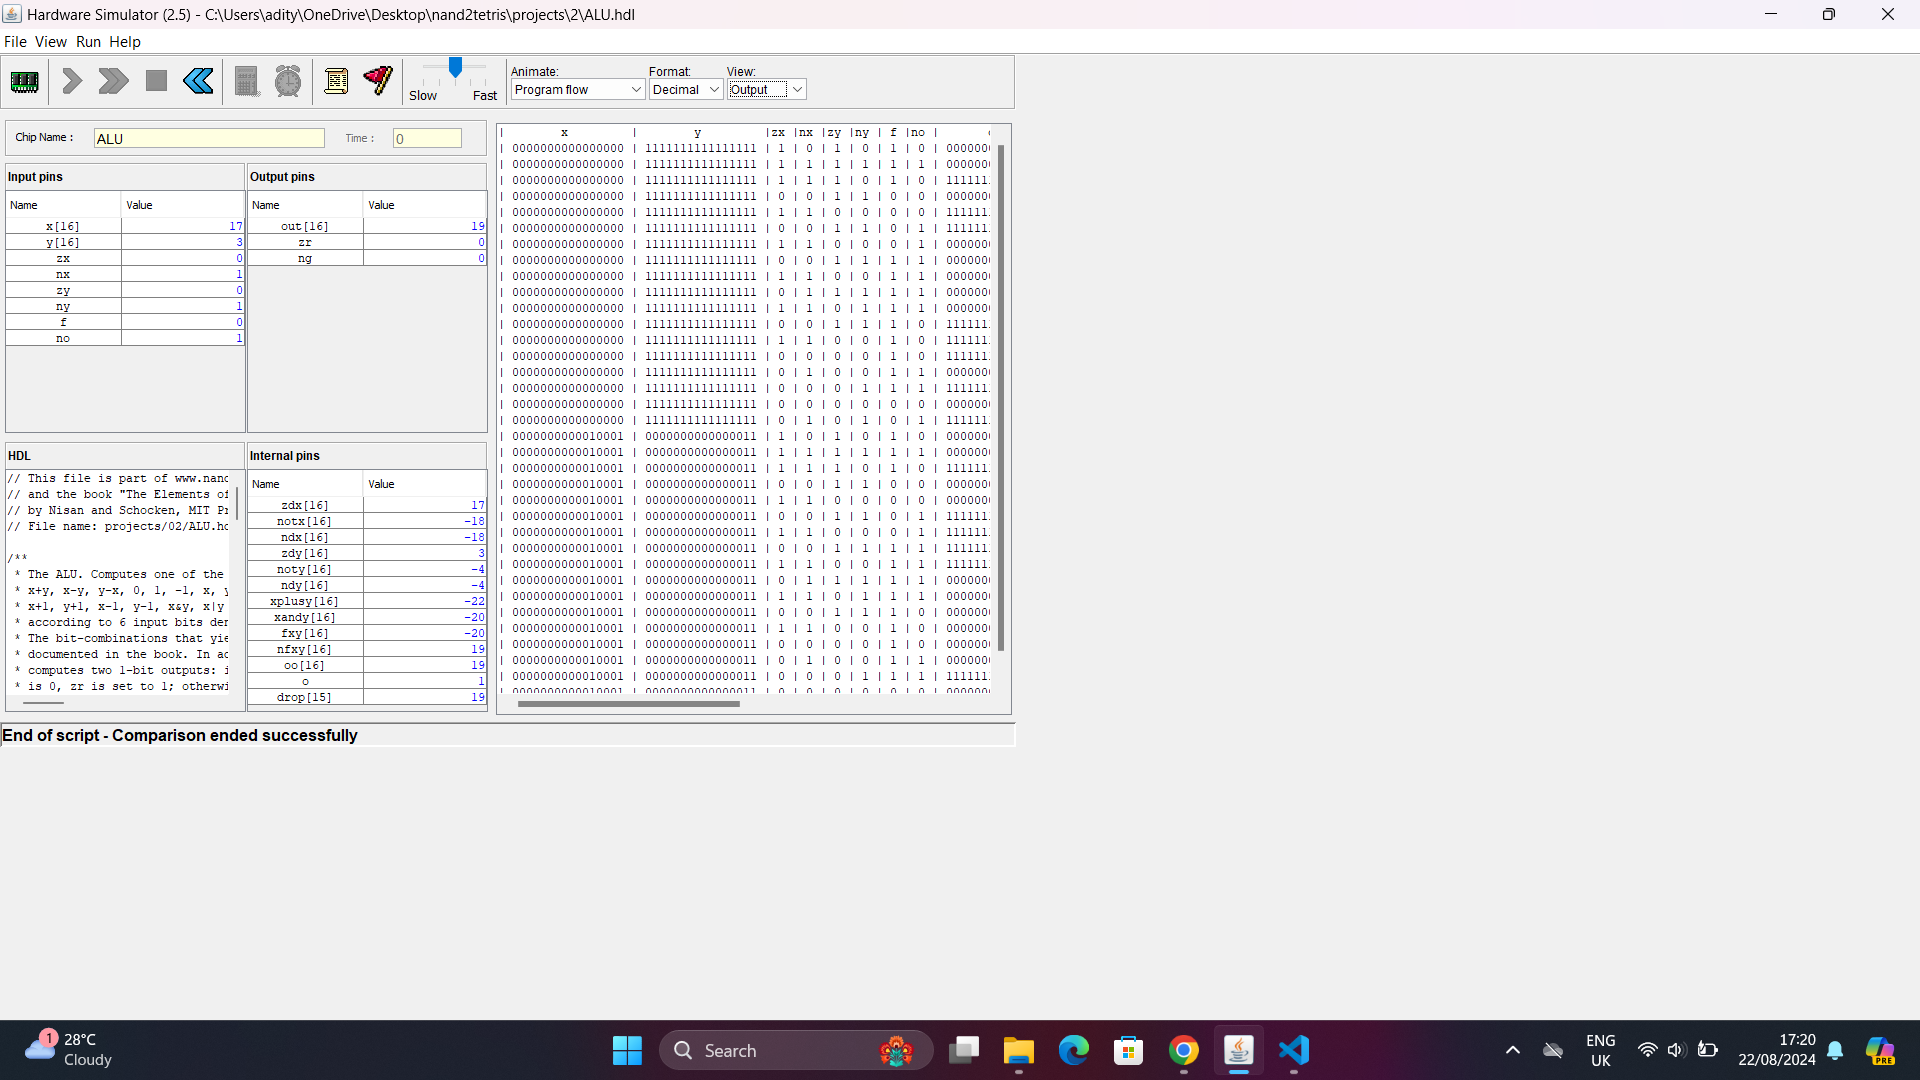 Hardware Simulator (2.5) - C:\Users\adity\OneDrive\Desktop\nand2tetris\projects\2\ALU.hdl
File View Run Help
Slow Fast
Animate: Format: View:
Program flow Decimal Output
Chip Name : ALU Time : 0
Input pins
Name Value
x[16] 17
y[16] 3
zx 0
nx 1
zy 0
ny 1
f 0
no 1
Output pins
Name Value
out[16] 19
zr 0
ng 0
HDL
// This file is part of www.nand
// and the book "The Elements of
// by Nisan and Schocken, MIT Pr
// File name: projects/02/ALU.hd
/**
* The ALU. Computes one of the
* x+y, x-y, y-x, 0, 1, -1, x, y
* x+1, y+1, x-1, y-1, x&y, x|y
* according to 6 input bits den
* The bit-combinations that yie
* documented in the book. In ad
* computes two 1-bit outputs: i
* is 0, zr is set to 1; otherwi
Internal pins
Name Value
zdx[16] 17
notx[16] -18
ndx[16] -18
zdy[16] 3
noty[16] -4
ndy[16] -4
xplusy[16] -22
xandy[16] -20
fxy[16] -20
nfxy[16] 19
oo[16] 19
o 1
drop[15] 19
| x | y |zx |nx |zy |ny | f |no |
| 0000000000000000 | 1111111111111111 | 1 | 0 | 1 | 0 | 1 | 0 | 000000
| 0000000000000000 | 1111111111111111 | 1 | 1 | 1 | 1 | 1 | 1 | 000000
| 0000000000000000 | 1111111111111111 | 1 | 1 | 1 | 0 | 1 | 0 | 111111
| 0000000000000000 | 1111111111111111 | 0 | 0 | 1 | 1 | 0 | 0 | 000000
| 0000000000000000 | 1111111111111111 | 1 | 1 | 0 | 0 | 0 | 0 | 111111
| 0000000000000000 | 1111111111111111 | 0 | 0 | 1 | 1 | 0 | 1 | 111111
| 0000000000000000 | 1111111111111111 | 1 | 1 | 0 | 0 | 0 | 1 | 000000
| 0000000000000000 | 1111111111111111 | 0 | 0 | 1 | 1 | 1 | 1 | 000000
| 0000000000000000 | 1111111111111111 | 1 | 1 | 0 | 0 | 1 | 1 | 000000
| 0000000000000000 | 1111111111111111 | 0 | 1 | 1 | 1 | 1 | 1 | 000000
| 0000000000000000 | 1111111111111111 | 1 | 1 | 0 | 1 | 1 | 1 | 000000
| 0000000000000000 | 1111111111111111 | 0 | 0 | 1 | 1 | 1 | 0 | 111111
| 0000000000000000 | 1111111111111111 | 1 | 1 | 0 | 0 | 1 | 0 | 111111
| 0000000000000000 | 1111111111111111 | 0 | 0 | 0 | 0 | 1 | 0 | 111111
| 0000000000000000 | 1111111111111111 | 0 | 1 | 0 | 0 | 1 | 1 | 000000
| 0000000000000000 | 1111111111111111 | 0 | 0 | 0 | 1 | 1 | 1 | 111111
| 0000000000000000 | 1111111111111111 | 0 | 0 | 0 | 0 | 0 | 0 | 000000
| 0000000000000000 | 1111111111111111 | 0 | 1 | 0 | 1 | 0 | 1 | 111111
| 0000000000010001 | 0000000000000011 | 1 | 0 | 1 | 0 | 1 | 0 | 000000
| 0000000000010001 | 0000000000000011 | 1 | 1 | 1 | 1 | 1 | 1 | 000000
| 0000000000010001 | 0000000000000011 | 1 | 1 | 1 | 0 | 1 | 0 | 111111
| 0000000000010001 | 0000000000000011 | 0 | 0 | 1 | 1 | 0 | 0 | 000000
| 0000000000010001 | 0000000000000011 | 1 | 1 | 0 | 0 | 0 | 0 | 000000
| 0000000000010001 | 0000000000000011 | 0 | 0 | 1 | 1 | 0 | 1 | 111111
| 0000000000010001 | 0000000000000011 | 1 | 1 | 0 | 0 | 0 | 1 | 111111
| 0000000000010001 | 0000000000000011 | 0 | 0 | 1 | 1 | 1 | 1 | 111111
| 0000000000010001 | 0000000000000011 | 1 | 1 | 0 | 0 | 1 | 1 | 111111
| 0000000000010001 | 0000000000000011 | 0 | 1 | 1 | 1 | 1 | 1 | 000000
| 0000000000010001 | 0000000000000011 | 1 | 1 | 0 | 1 | 1 | 1 | 000000
| 0000000000010001 | 0000000000000011 | 0 | 0 | 1 | 1 | 1 | 0 | 000000
| 0000000000010001 | 0000000000000011 | 1 | 1 | 0 | 0 | 1 | 0 | 000000
| 0000000000010001 | 0000000000000011 | 0 | 0 | 0 | 0 | 1 | 0 | 000000
| 0000000000010001 | 0000000000000011 | 0 | 1 | 0 | 0 | 1 | 1 | 000000
| 0000000000010001 | 0000000000000011 | 0 | 0 | 0 | 1 | 1 | 1 | 111111
| 0000000000010001 | 0000000000000011 | 0 | 0 | 0 | 0 | 0 | 0 | 000000
End of script - Comparison ended successfully
1
28°C
Cloudy
Search
ENG
UK
17:20
22/08/2024
PRE